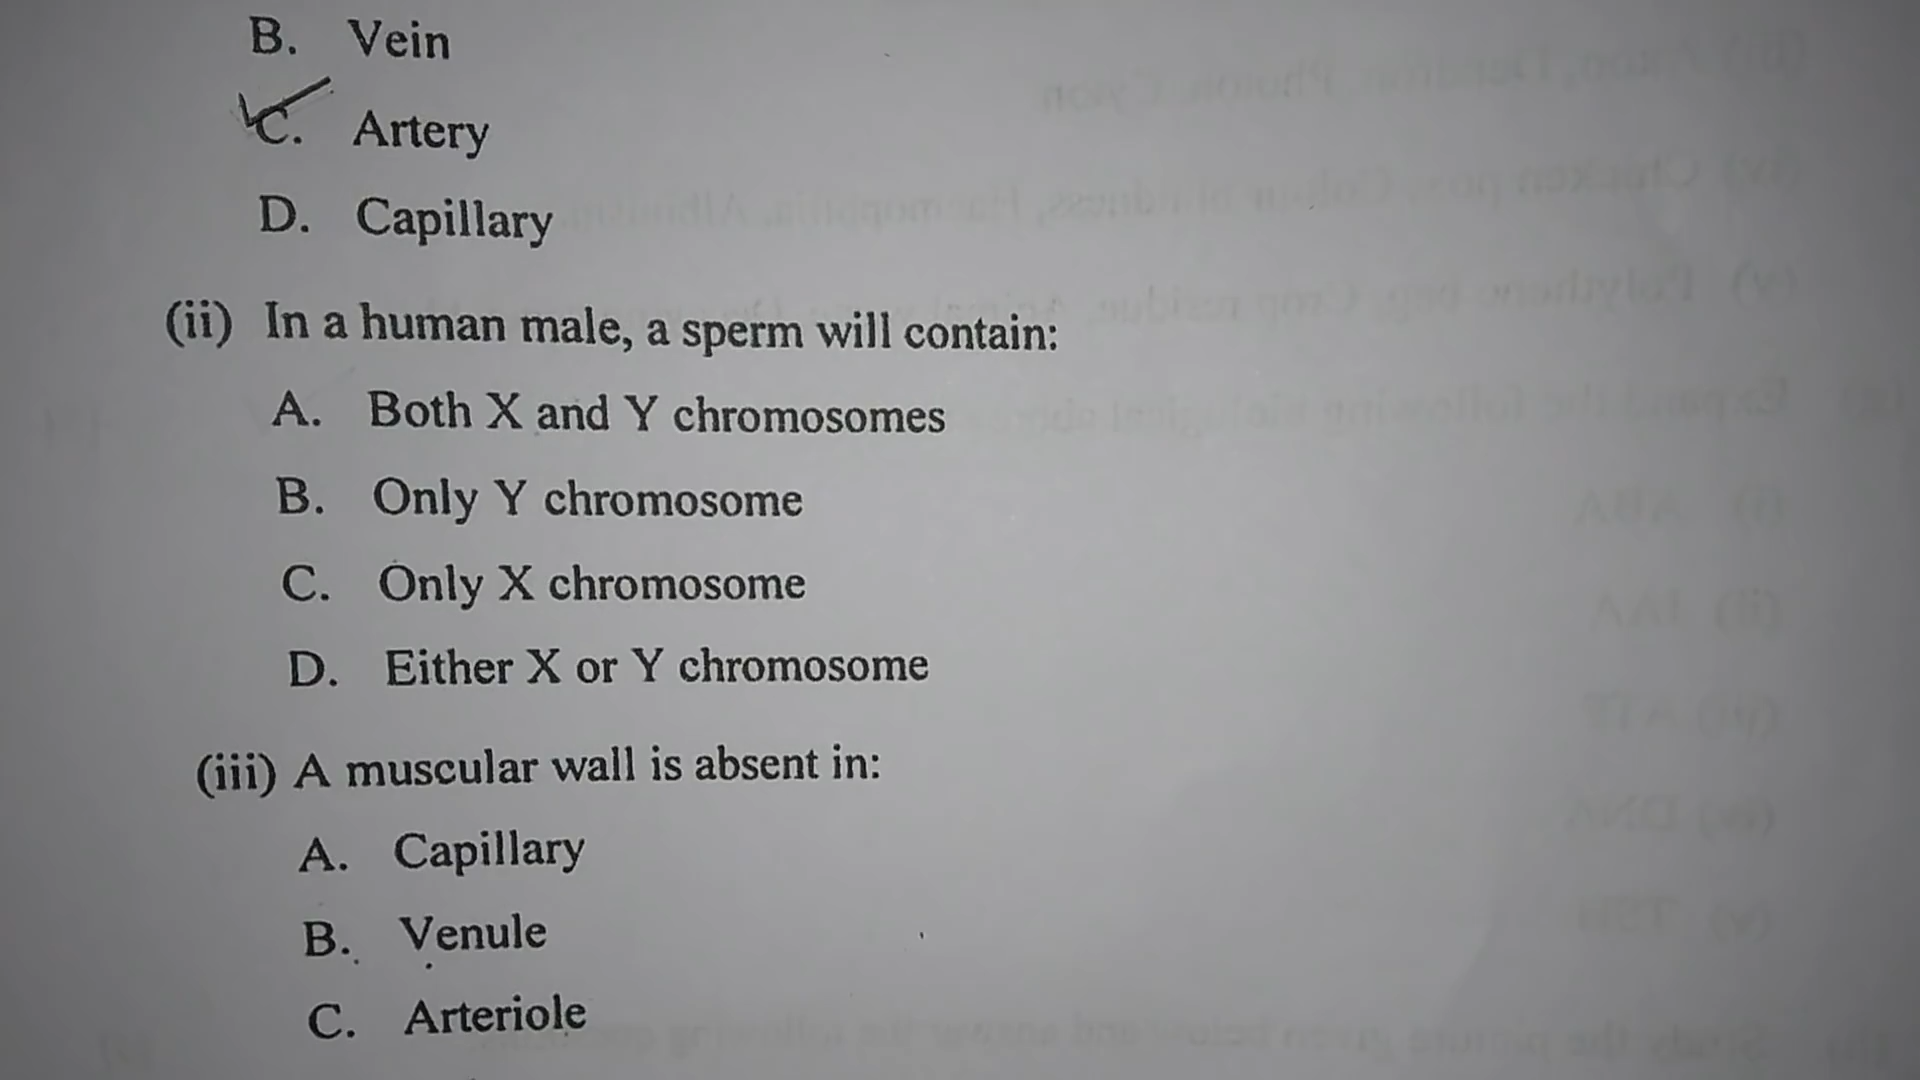 B. Vein
C. Artery
D. Capillary
(ii) In a human male, a sperm will contain:
A. Both X and Y chromosomes
B. Only Y chromosome
C. Only X chromosome
D. Either X or Y chromosome
(iii) A muscular wall is absent in:
A. Capillary
B. Venule
C. Arteriole